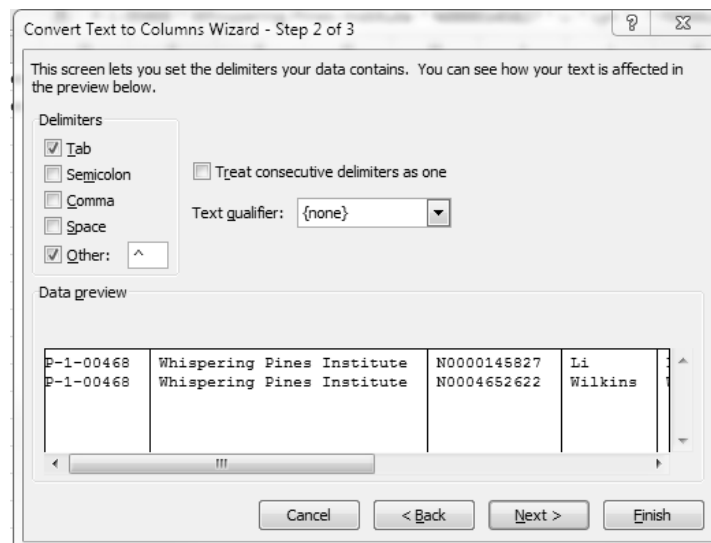 Convert Text to Columns Wizard - Step 2 of 3
This screen lets you set the delimiters your data contains. You can see how your text is affected in
the preview below.
Delimiters
Tab
Semicolon
Comma
Space
Other: ^
Treat consecutive delimiters as one
Text qualifier: {none}
Data preview
P-1-00468 Whispering Pines Institute N0000145827 Li
P-1-00468 Whispering Pines Institute N0004652622 Wilkins
Cancel < Back Next > Finish